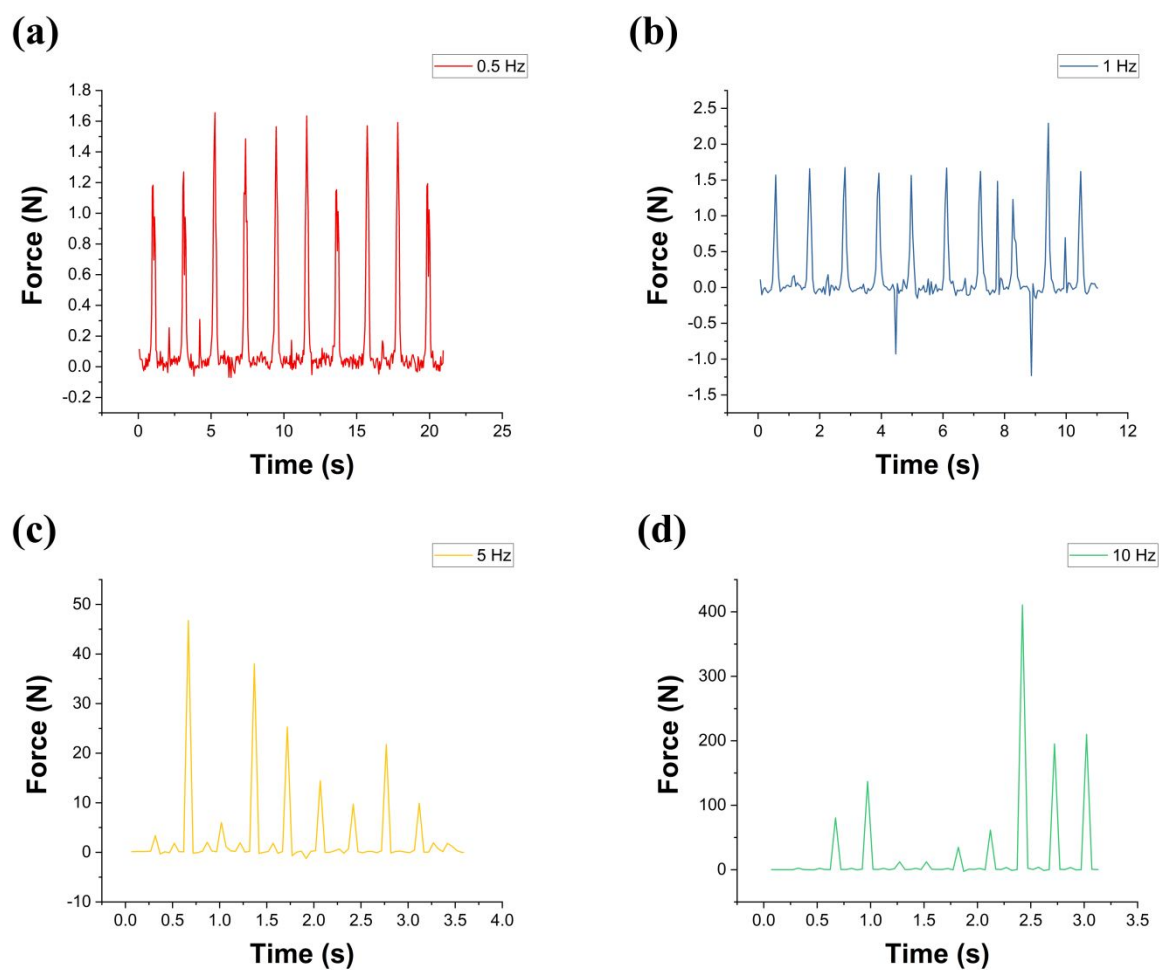 (a)
0.5 Hz
1.8
1.6
1.4
1.2
1.0
0.8
0.6
0.4
0.2
0.0
-0.2
Force (N)
0 5 10 15 20 25
Time (s)
(b)
1 Hz
2.5
2.0
1.5
1.0
0.5
0.0
-0.5
-1.0
-1.5
Force (N)
0 2 4 6 8 10 12
Time (s)
(c)
5 Hz
50
40
30
20
10
0
-10
Force (N)
0.0 0.5 1.0 1.5 2.0 2.5 3.0 3.5 4.0
Time (s)
(d)
10 Hz
400
300
200
100
0
Force (N)
0.0 0.5 1.0 1.5 2.0 2.5 3.0 3.5
Time (s)